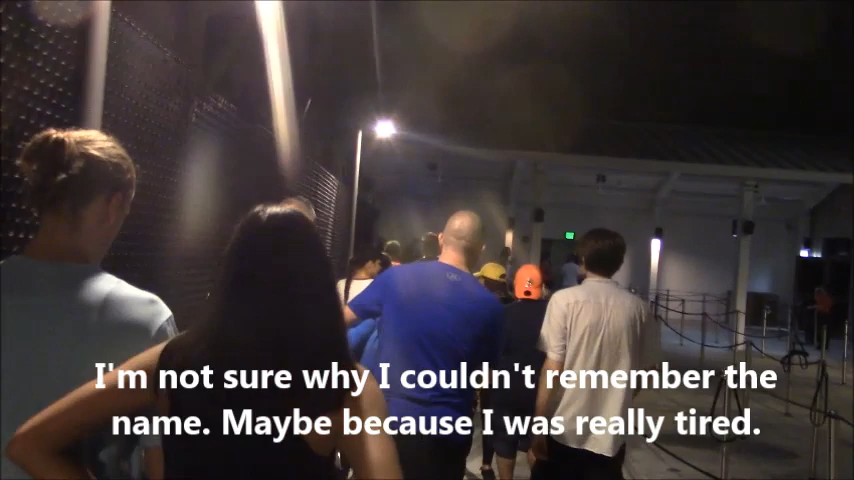 I'm not sure why I couldn't remember the
name. Maybe because I was really tired.